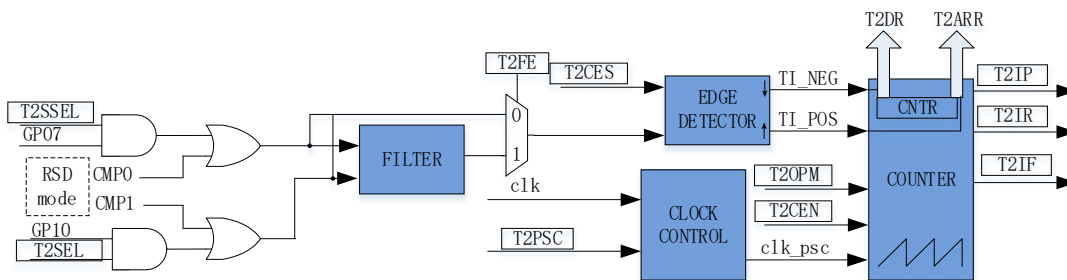 T2DR T2ARR
T2FE
T2CES
T2SSEL
GP07
RSD
mode
CMP0
CMP1
GP10
T2SEL
FILTER
0
1
EDGE
DETECTOR
TI_NEG
TI_POS
CNTR
COUNTER
T2IP
T2IR
T2IF
clk
T2PSC
CLOCK
CONTROL
T2OPM
T2CEN
clk_psc